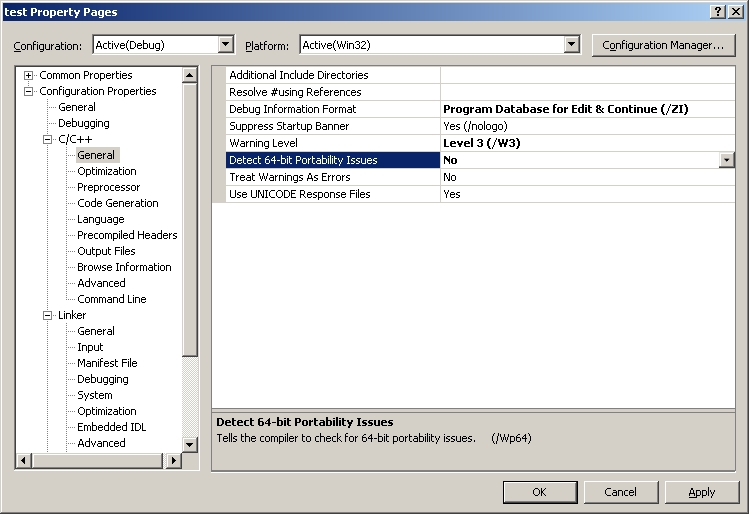 test Property Pages
Configuration: Active(Debug) Platform: Active(Win32) Configuration Manager...
Common Properties
Configuration Properties
General
Debugging
C/C++
General
Optimization
Preprocessor
Code Generation
Language
Precompiled Headers
Output Files
Browse Information
Advanced
Command Line
Linker
General
Input
Manifest File
Debugging
System
Optimization
Embedded IDL
Advanced
Additional Include Directories
Resolve #using References
Debug Information Format Program Database for Edit & Continue (/ZI)
Suppress Startup Banner Yes (/nologo)
Warning Level Level 3 (/W3)
Detect 64-bit Portability Issues No
Treat Warnings As Errors No
Use UNICODE Response Files Yes
Detect 64-bit Portability Issues
Tells the compiler to check for 64-bit portability issues. (/Wp64)
OK Cancel Apply